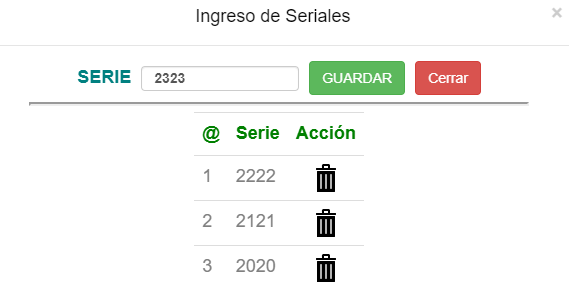 Ingreso de Seriales ×
SERIE 2323 GUARDAR Cerrar
@ Serie Acción
1 2222
2 2121
3 2020